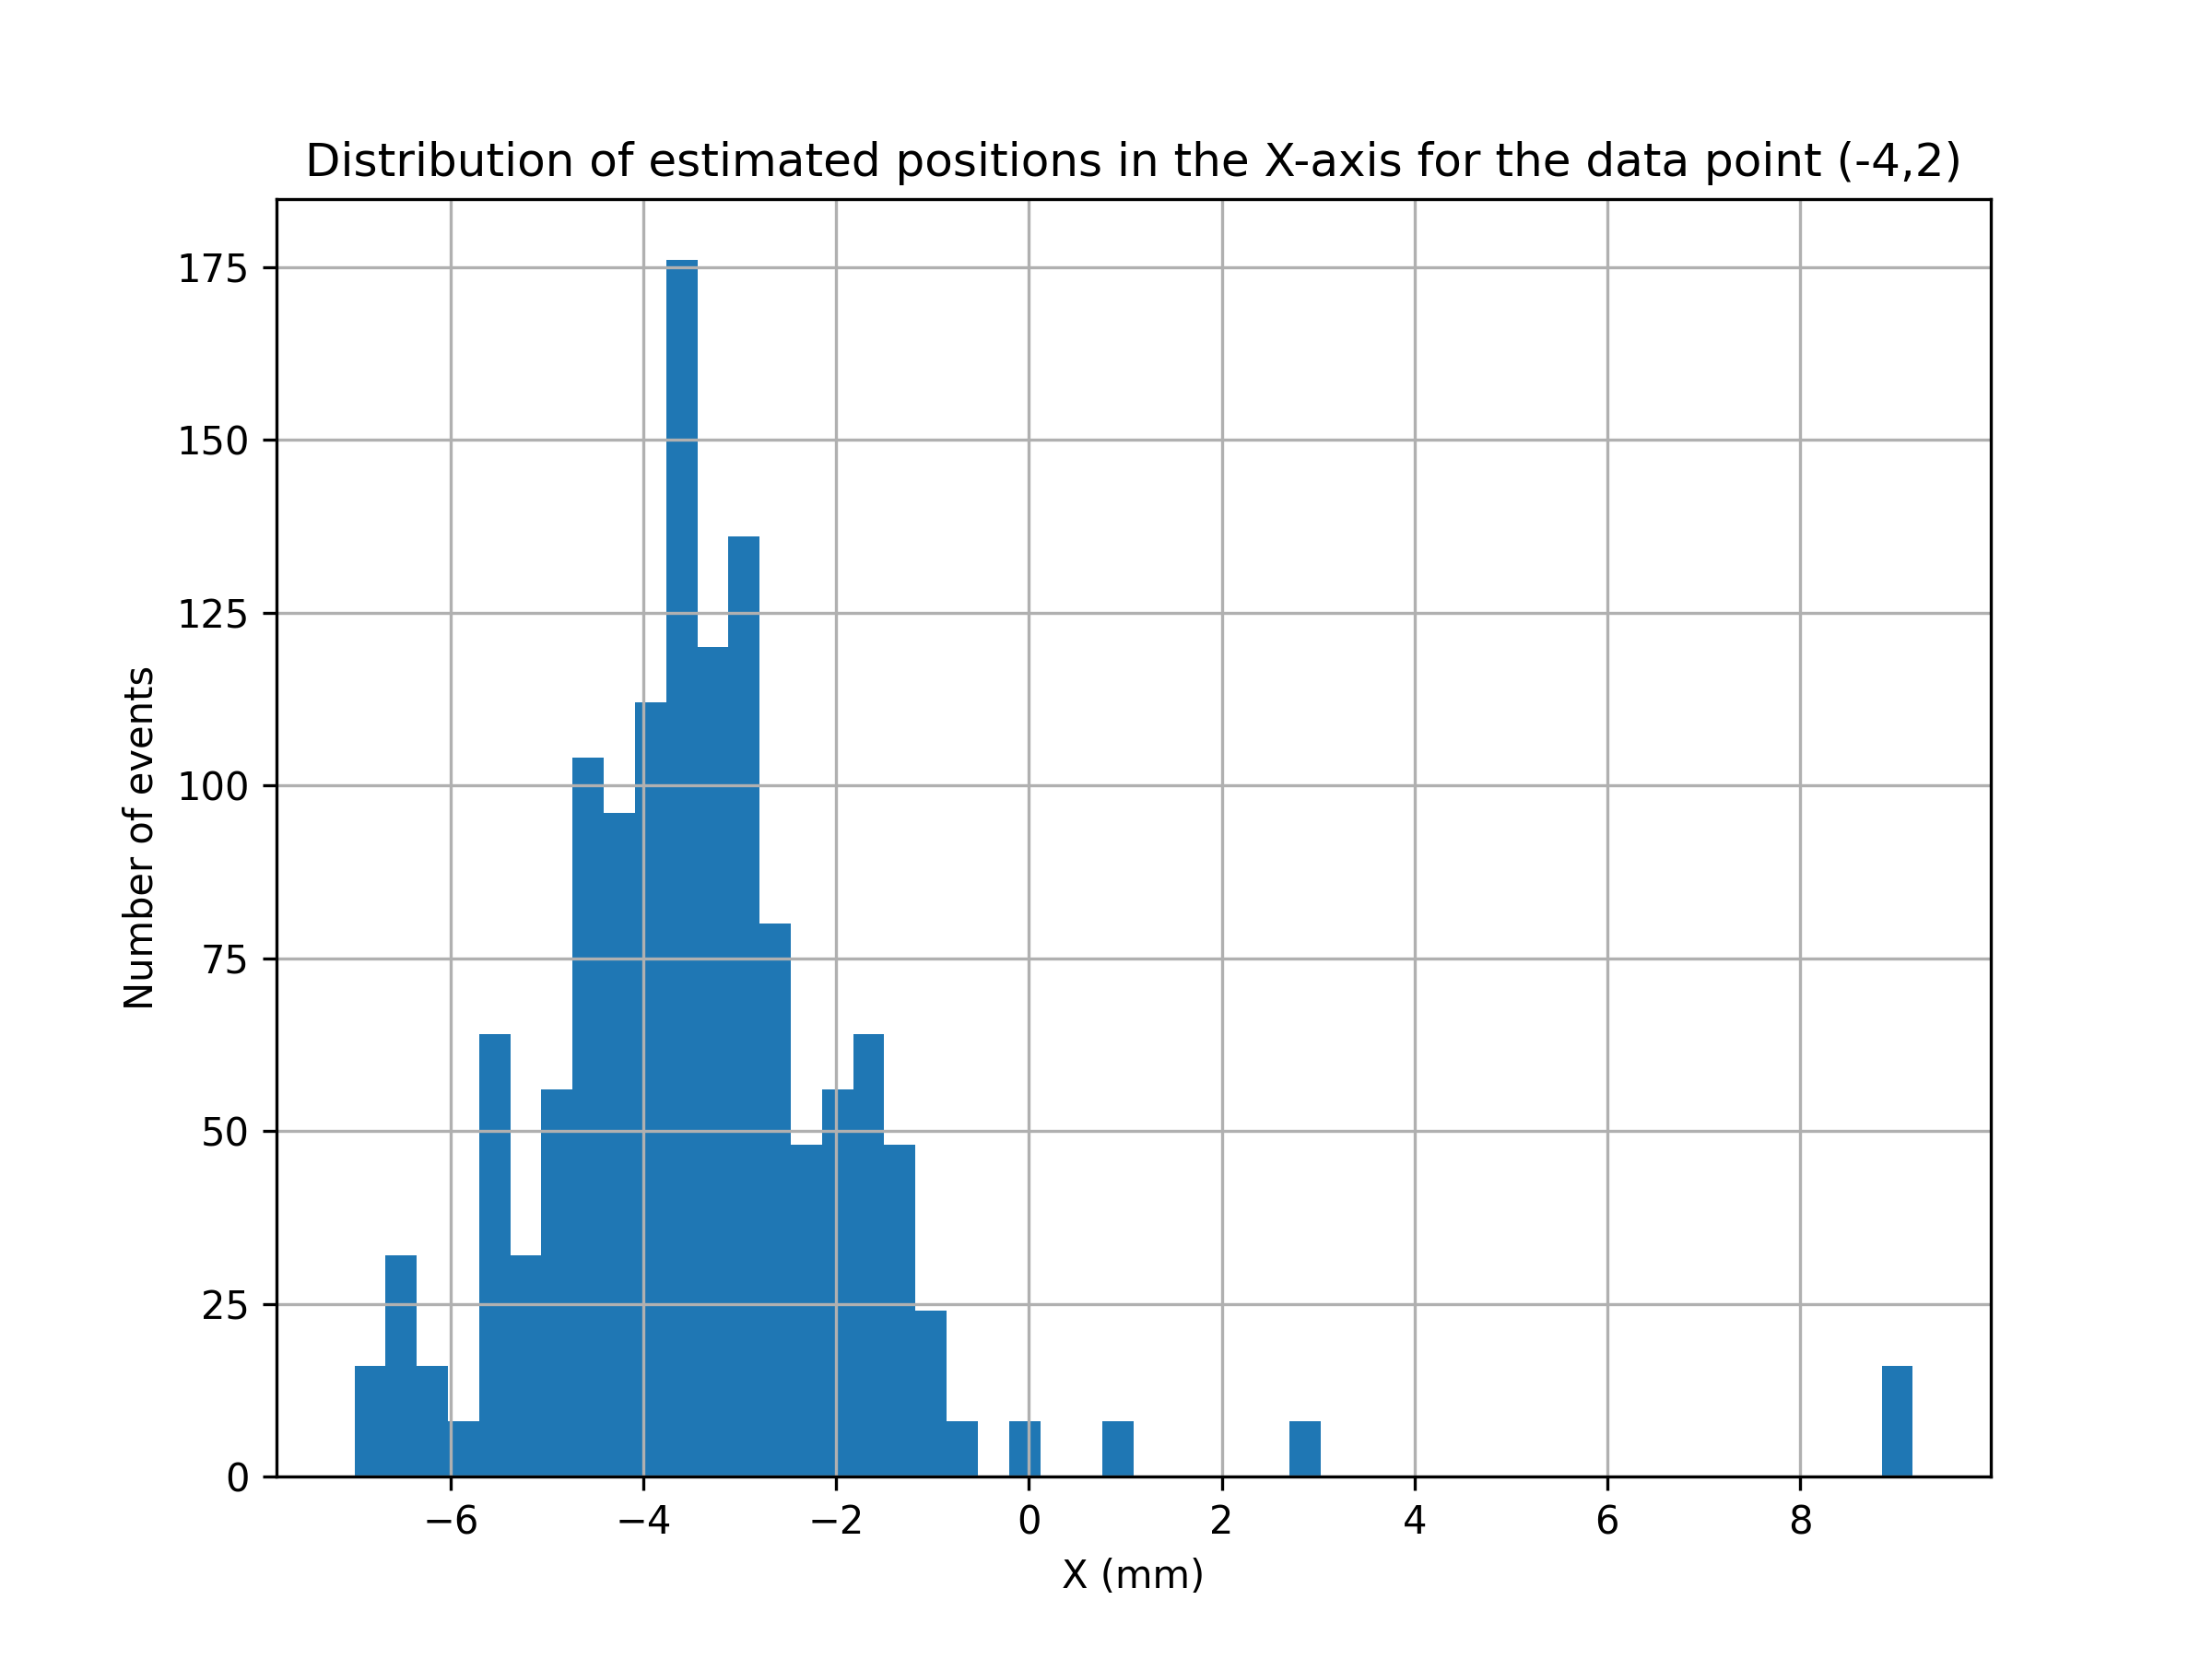 Distribution of estimated positions in the X-axis for the data point (-4,2)
175
150
125
100
75
50
25
0
Number of events
−6 −4 −2 0 2 4 6 8
X (mm)